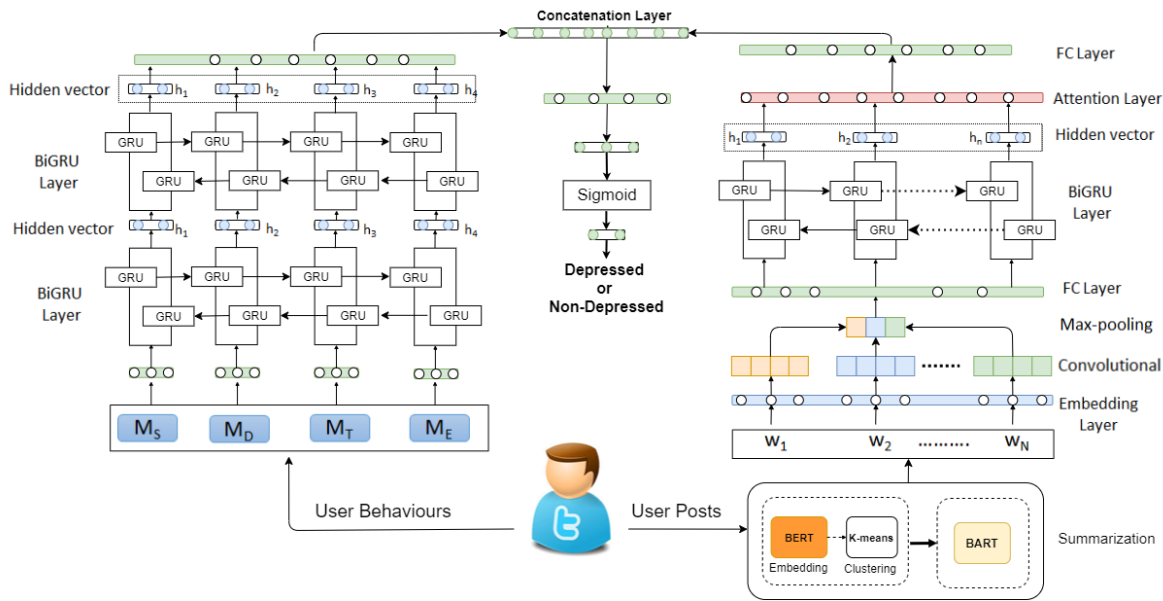 Concatenation Layer
Hidden vector
h1
h2
h3
h4
BiGRU
Layer
GRU
GRU
GRU
GRU
GRU
GRU
GRU
GRU
Hidden vector
h1
h2
h3
h4
BiGRU
Layer
GRU
GRU
GRU
GRU
GRU
GRU
GRU
GRU
MS
MD
MT
ME
Sigmoid
Depressed
or
Non-Depressed
FC Layer
Attention Layer
Hidden vector
h1
h2
hn
BiGRU
Layer
GRU
GRU
GRU
GRU
GRU
GRU
FC Layer
Max-pooling
Convolutional
.......
Embedding
Layer
w1
w2
..........
wN
User Behaviours
User Posts
t
BERT
K-means
Embedding
Clustering
BART
Summarization